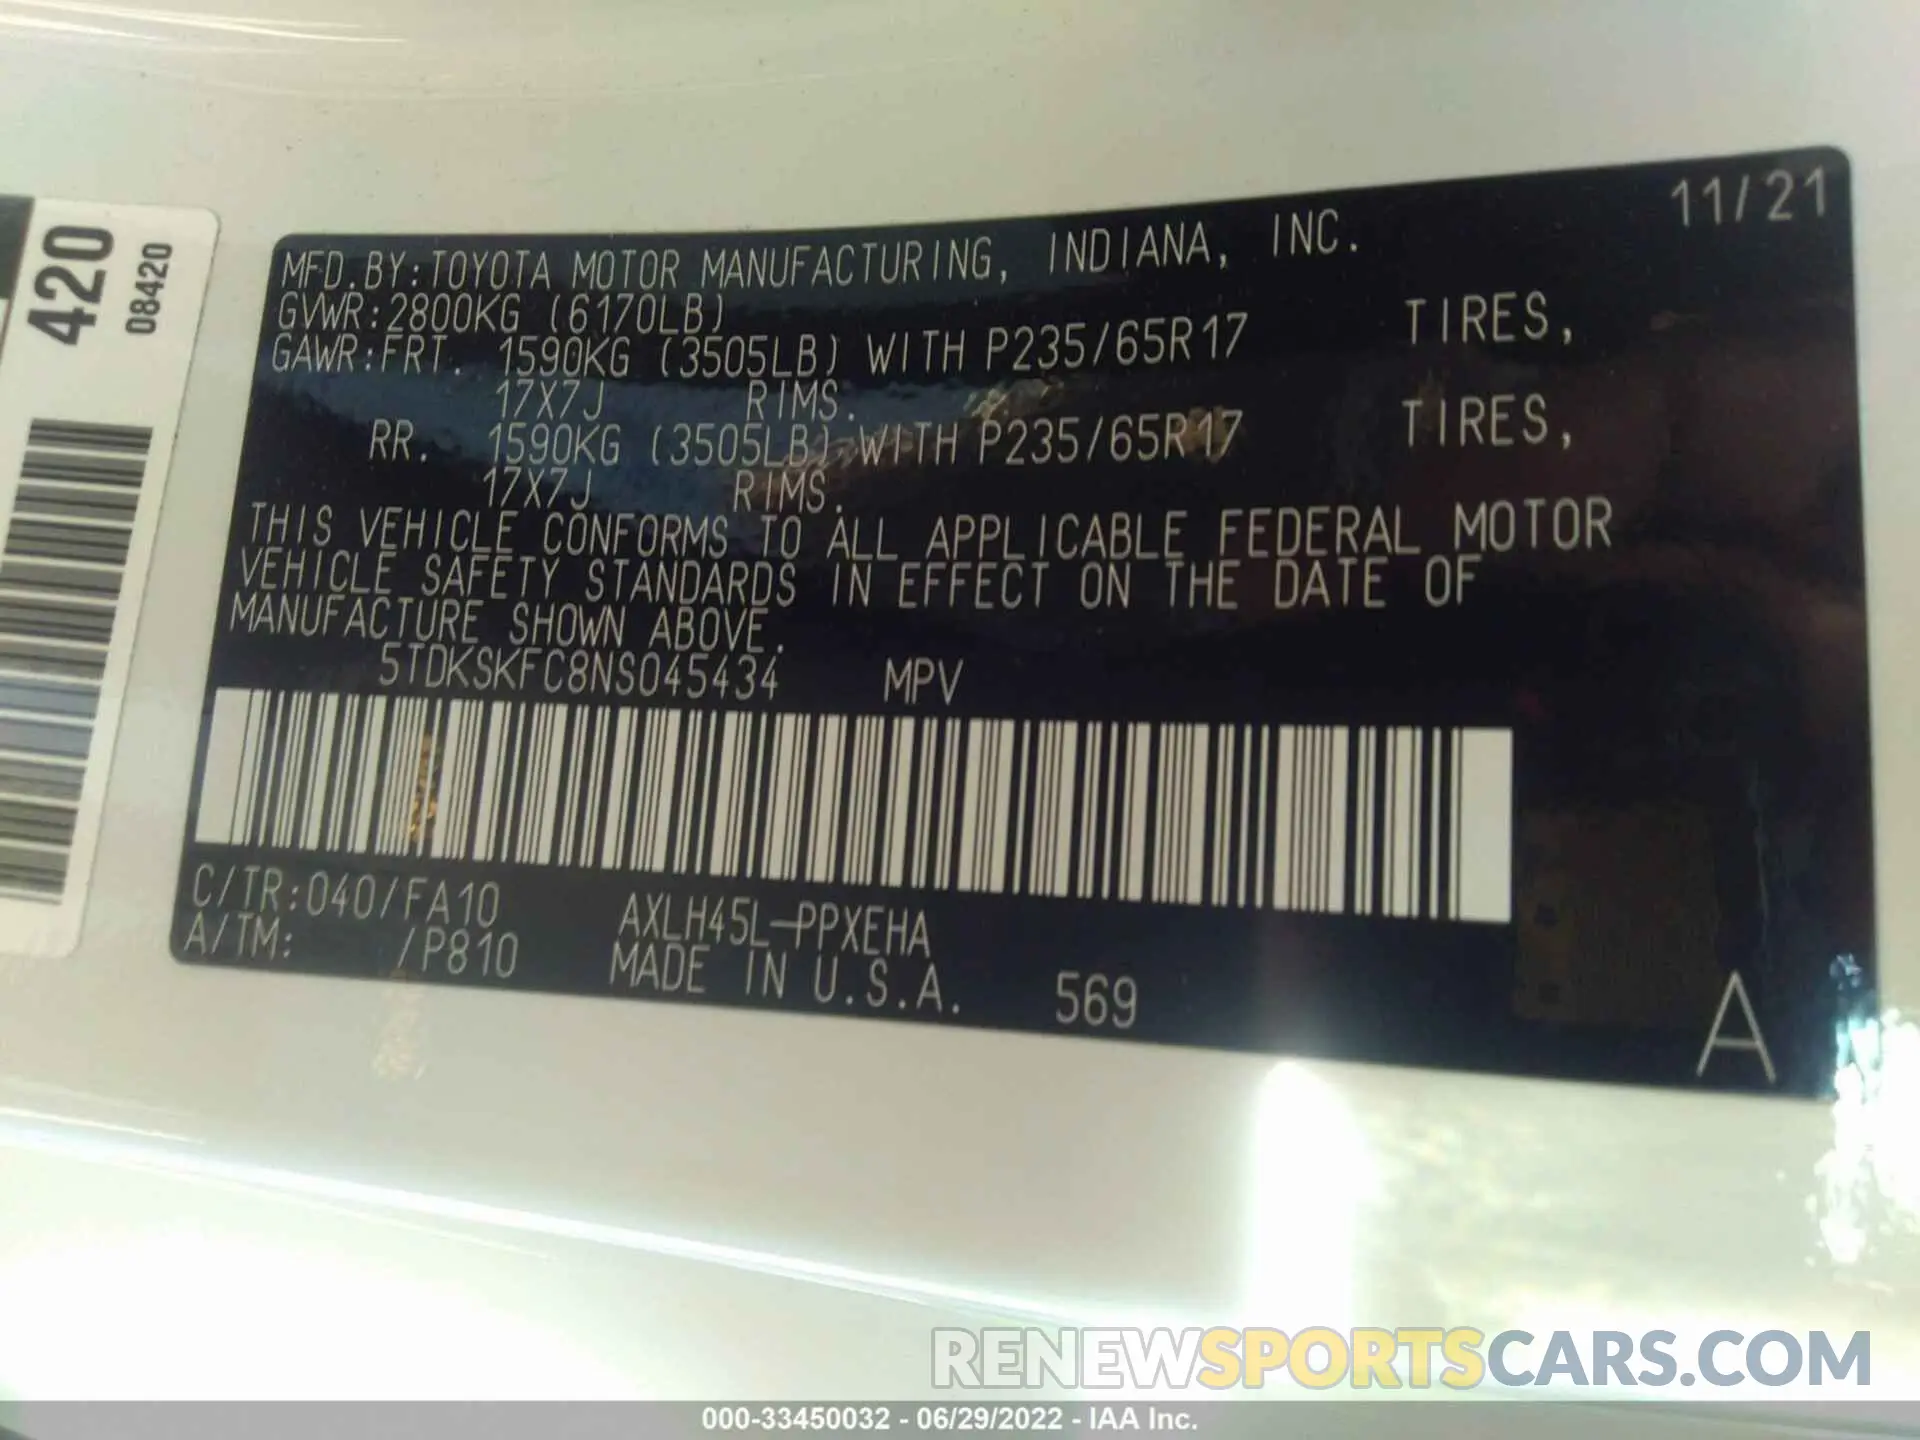 420
08420
11/21
MFD.BY:TOYOTA MOTOR MANUFACTURING, INDIANA, INC.
GVWR:2800KG (6170LB)
GAWR:FRT. 1590KG (3505LB) WITH P235/65R17 TIRES,
17X7J RIMS.
RR. 1590KG (3505LB) WITH P235/65R17 TIRES,
17X7J RIMS.
THIS VEHICLE CONFORMS TO ALL APPLICABLE FEDERAL MOTOR
VEHICLE SAFETY STANDARDS IN EFFECT ON THE DATE OF
MANUFACTURE SHOWN ABOVE.
5TDKSKFC8NS045434 MPV
C/TR:040/FA10 AXLH45L-PPXEHA
A/TM: /P810 MADE IN U.S.A. 569
A
RENEWSPORTSCARS.COM
000-33450032 - 06/29/2022 - IAA Inc.